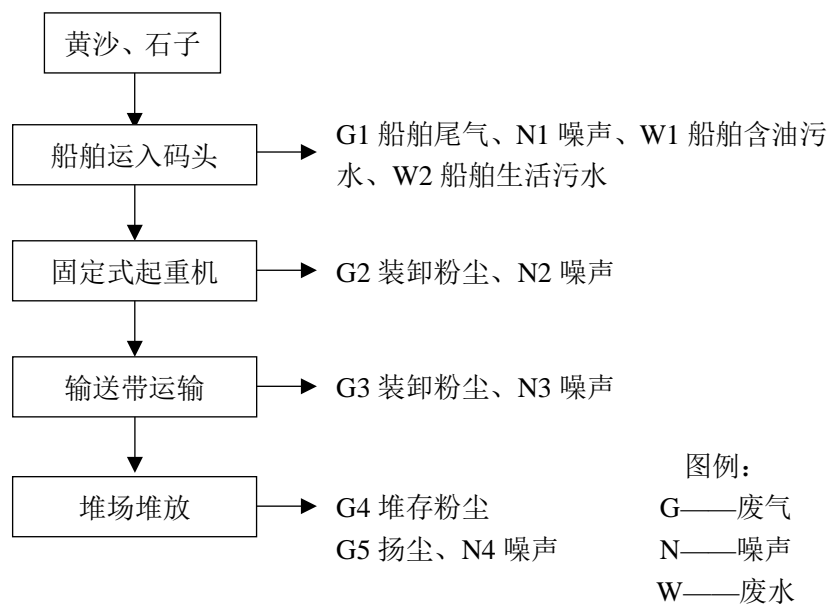 黄沙、石子
船舶运入码头
G1 船舶尾气、N1 噪声、W1 船舶含油污
水、W2 船舶生活污水
固定式起重机
G2 装卸粉尘、N2 噪声
输送带运输
G3 装卸粉尘、N3 噪声
堆场堆放
G4 堆存粉尘
G5 扬尘、N4 噪声
图例：
G——废气
N——噪声
W——废水